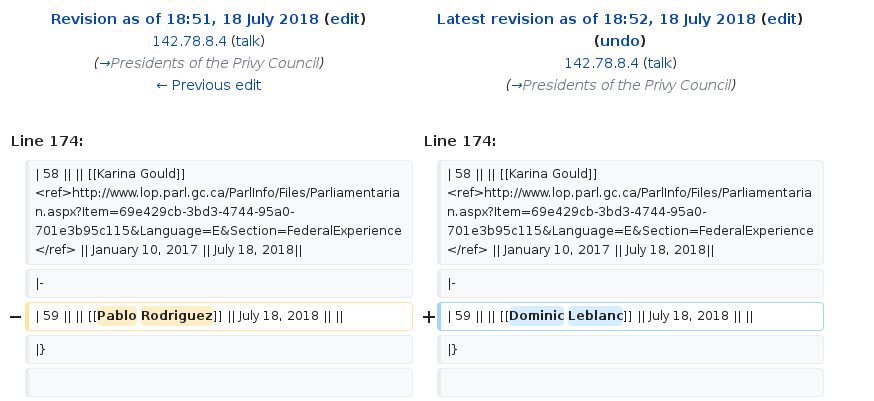 Revision as of 18:51, 18 July 2018 (edit)
142.78.8.4 (talk)
(→Presidents of the Privy Council)
← Previous edit
Latest revision as of 18:52, 18 July 2018 (edit)
(undo)
142.78.8.4 (talk)
(→Presidents of the Privy Council)
Line 174:
Line 174:
| 58 || || [[Karina Gould]]
<ref>http://www.lop.parl.gc.ca/ParlInfo/Files/Parliamentaria
n.aspx?Item=69e429cb-3bd3-4744-95a0-
701e3b95c115&Language=E&Section=FederalExperience
</ref> || January 10, 2017 || July 18, 2018||
| 58 || || [[Karina Gould]]
<ref>http://www.lop.parl.gc.ca/ParlInfo/Files/Parliamentaria
n.aspx?Item=69e429cb-3bd3-4744-95a0-
701e3b95c115&Language=E&Section=FederalExperience
</ref> || January 10, 2017 || July 18, 2018||
|-
|-
− | 59 || || [[Pablo Rodriguez]] || July 18, 2018 || ||
+ | 59 || || [[Dominic Leblanc]] || July 18, 2018 || ||
|}
|}